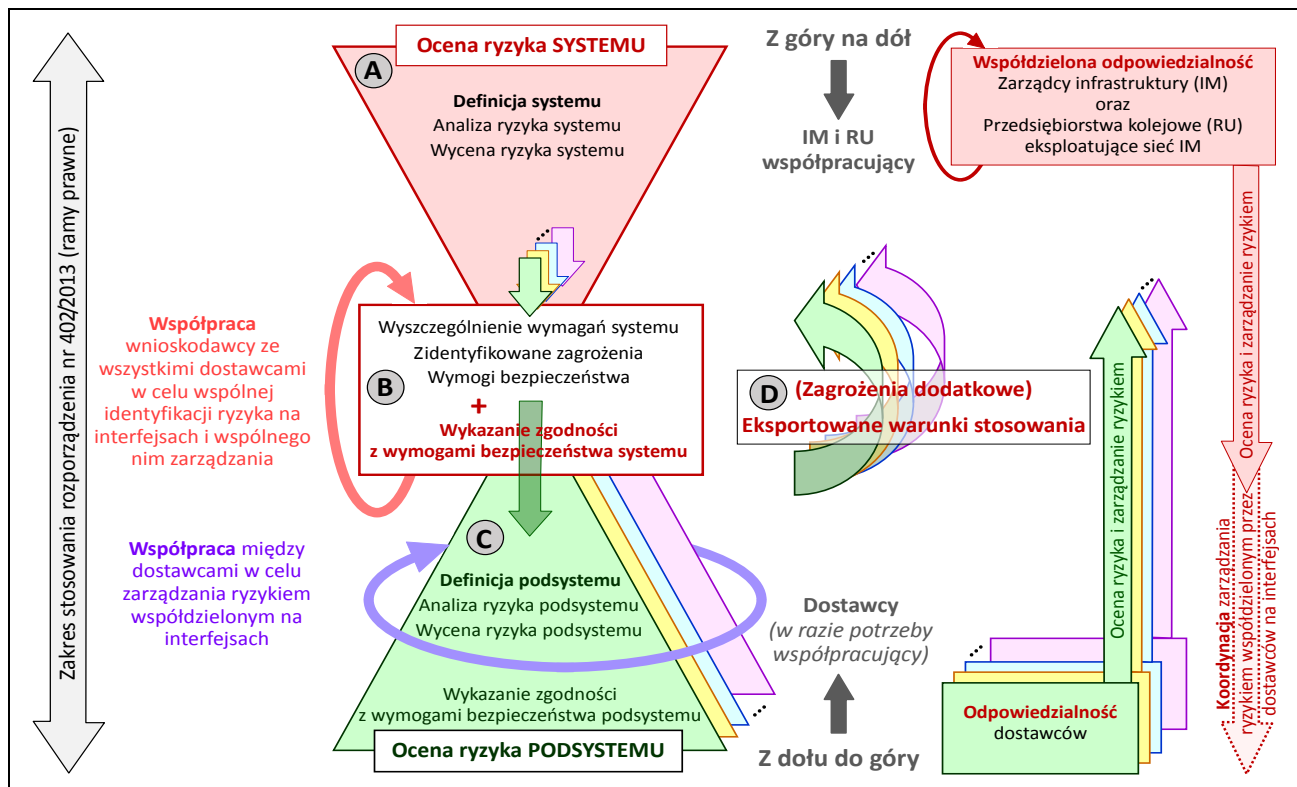 Zakres stosowania rozporządzenia nr 402/2013 (ramy prawne)
Ocena ryzyka SYSTEMU
A
Definicja systemu
Analiza ryzyka systemu
Wycena ryzyka systemu
Z góry na dół
IM i RU
współpracujący
Współdzielona odpowiedzialność
Zarządcy infrastruktury (IM)
oraz
Przedsiębiorstwa kolejowe (RU)
eksploatujące sieć IM
Współpraca
wnioskodawcy ze
wszystkimi dostawcami
w celu wspólnej
identyfikacji ryzyka na
interfejsach i wspólnego
nim zarządzania
Wyszczególnienie wymagań systemu
Zidentyfikowane zagrożenia
Wymogi bezpieczeństwa
B
+
Wykazanie zgodności
z wymogami bezpieczeństwa systemu
D
(Zagrożenia dodatkowe)
Eksportowane warunki stosowania
Współpraca między
dostawcami w celu
zarządzania ryzykiem
współdzielonym na
interfejsach
C
Definicja podsystemu
Analiza ryzyka podsystemu
Wycena ryzyka podsystemu
Wykazanie zgodności
z wymogami bezpieczeństwa podsystemu
Ocena ryzyka PODSYSTEMU
Dostawcy
(w razie potrzeby
współpracujący)
Z dołu do góry
Odpowiedzialność
dostawców
Ocena ryzyka i zarządzanie ryzykiem
Ocena ryzyka i zarządzanie ryzykiem
Koordynacja zarządzania
ryzykiem współdzielonym przez
dostawców na interfejsach